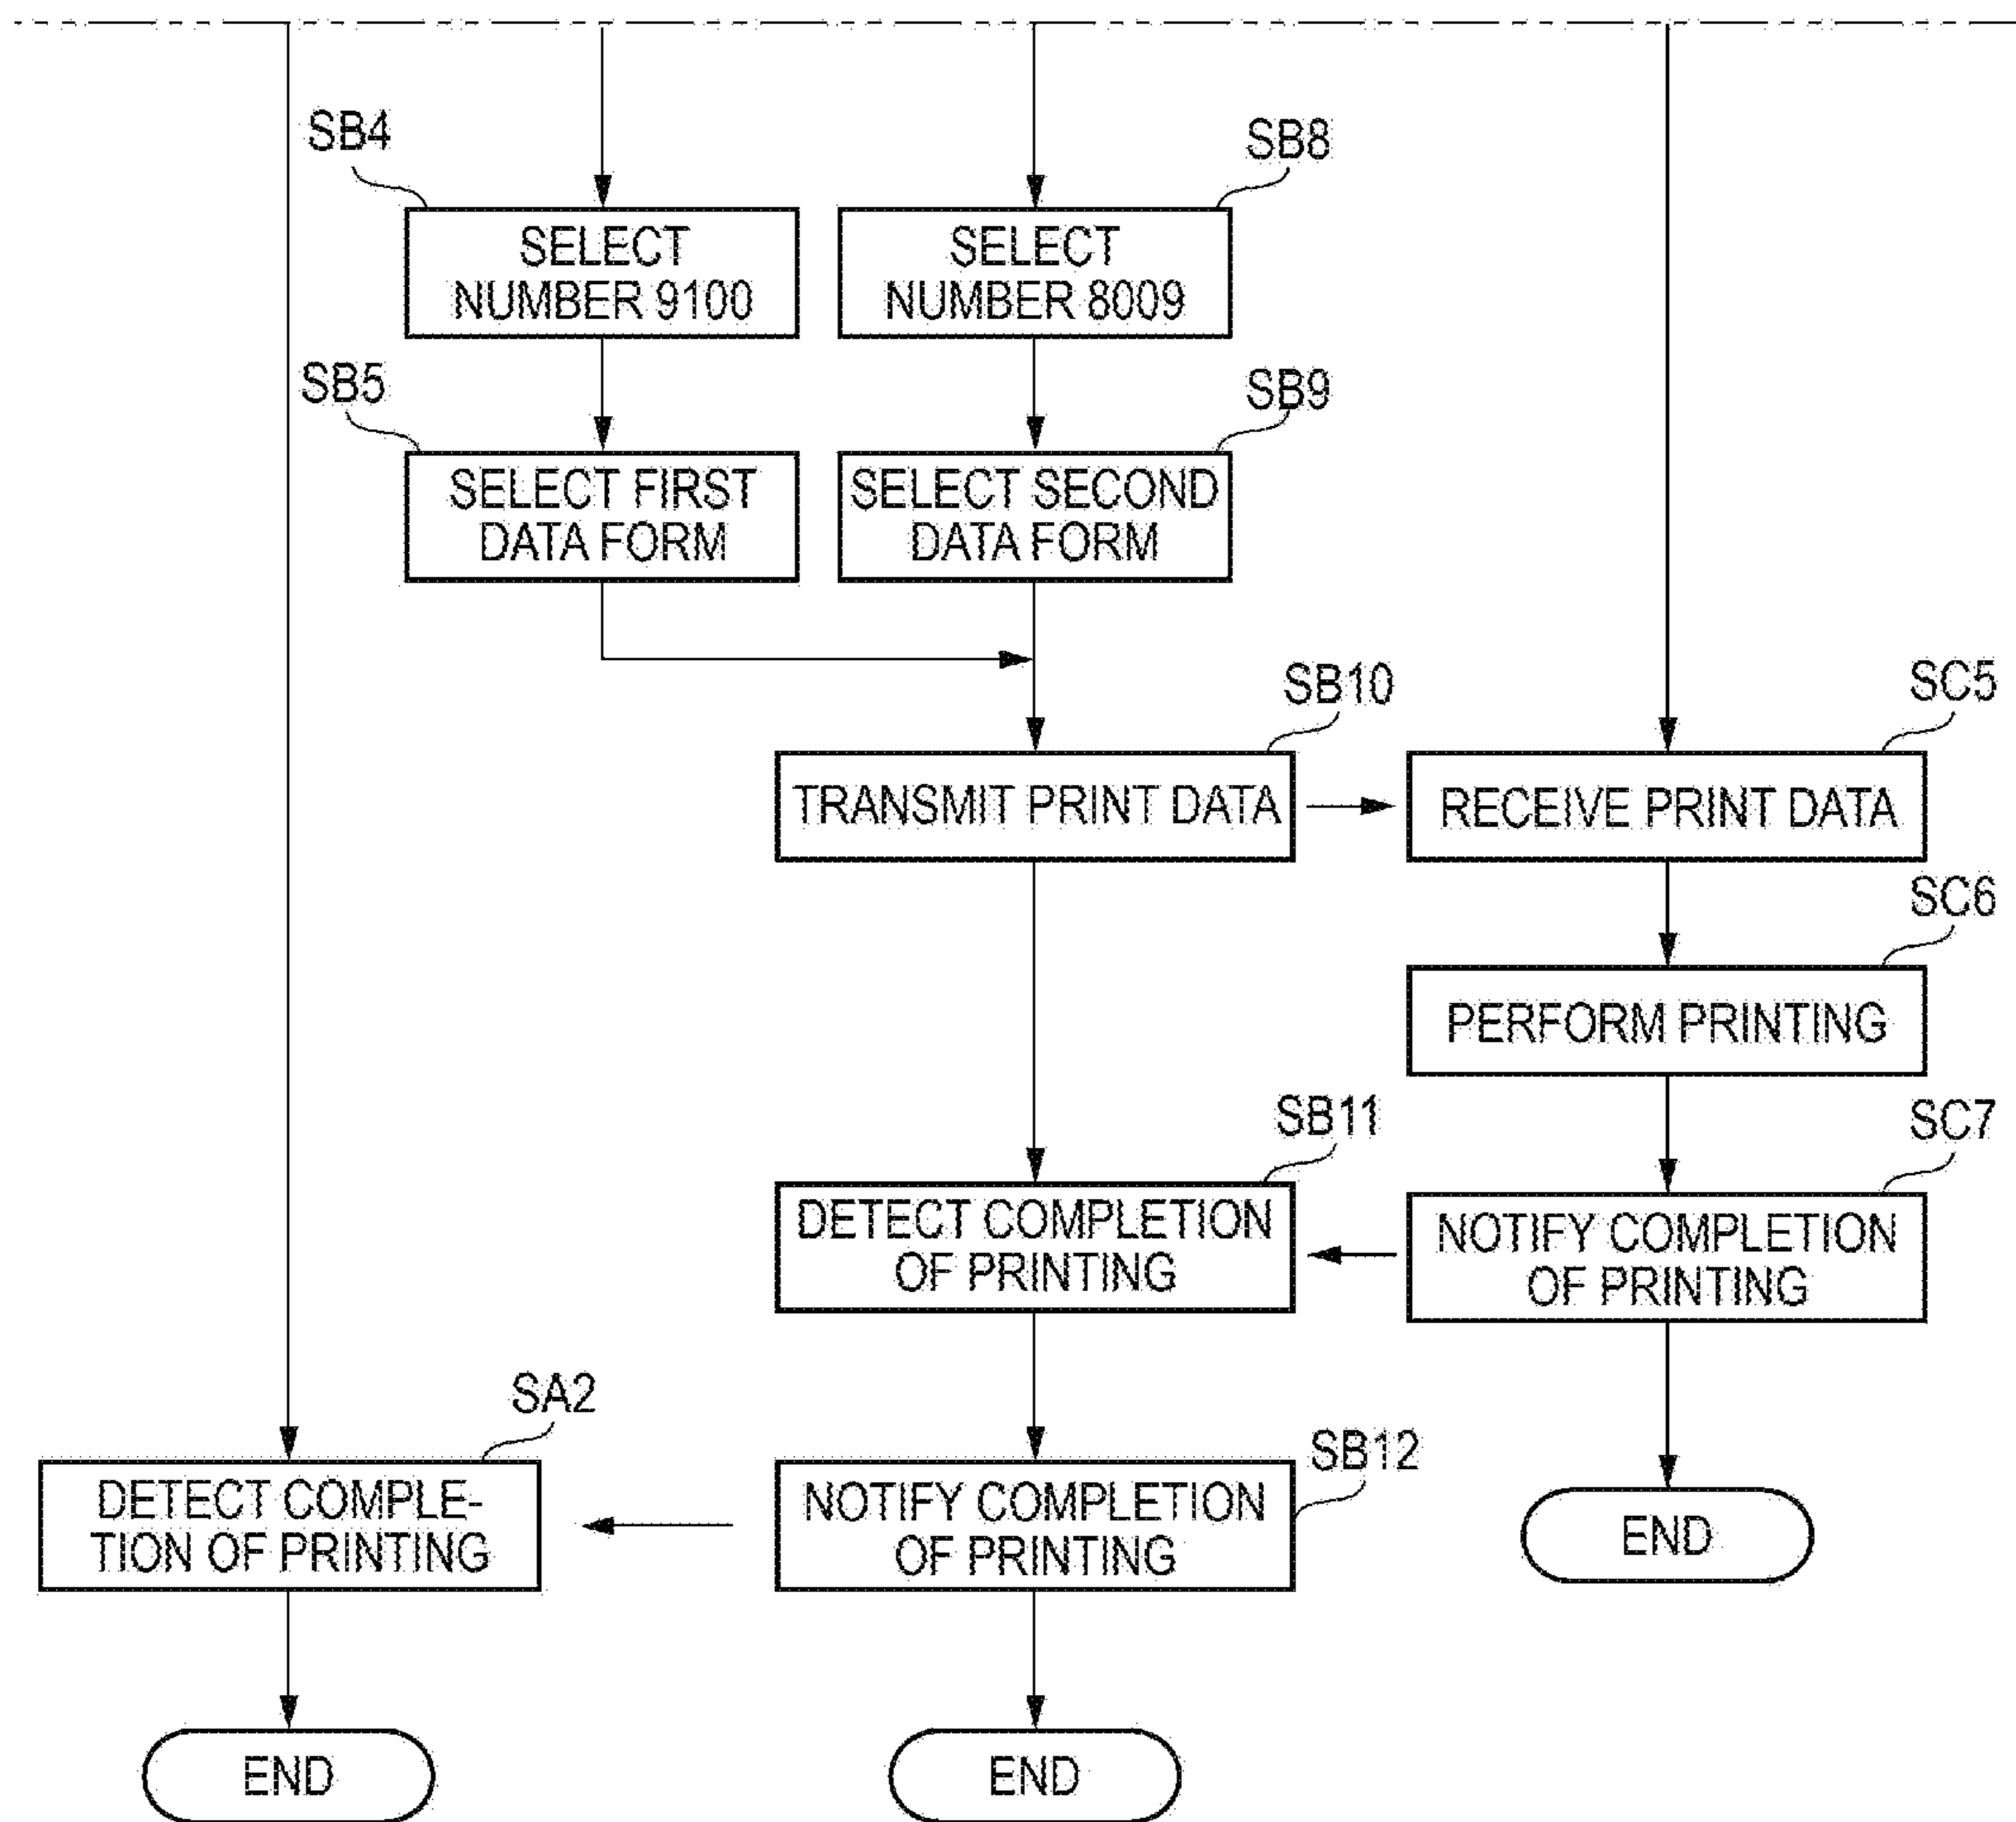 SB4
SELECT
NUMBER 9100
SB8
SELECT
NUMBER 8009
SB5
SELECT FIRST
DATA FORM
SB9
SELECT SECOND
DATA FORM
SB10
TRANSMIT PRINT DATA
SC5
RECEIVE PRINT DATA
SC6
PERFORM PRINTING
SB11
DETECT COMPLETION
OF PRINTING
SC7
NOTIFY COMPLETION
OF PRINTING
SA2
DETECT COMPLE-
TION OF PRINTING
SB12
NOTIFY COMPLETION
OF PRINTING
END
END
END